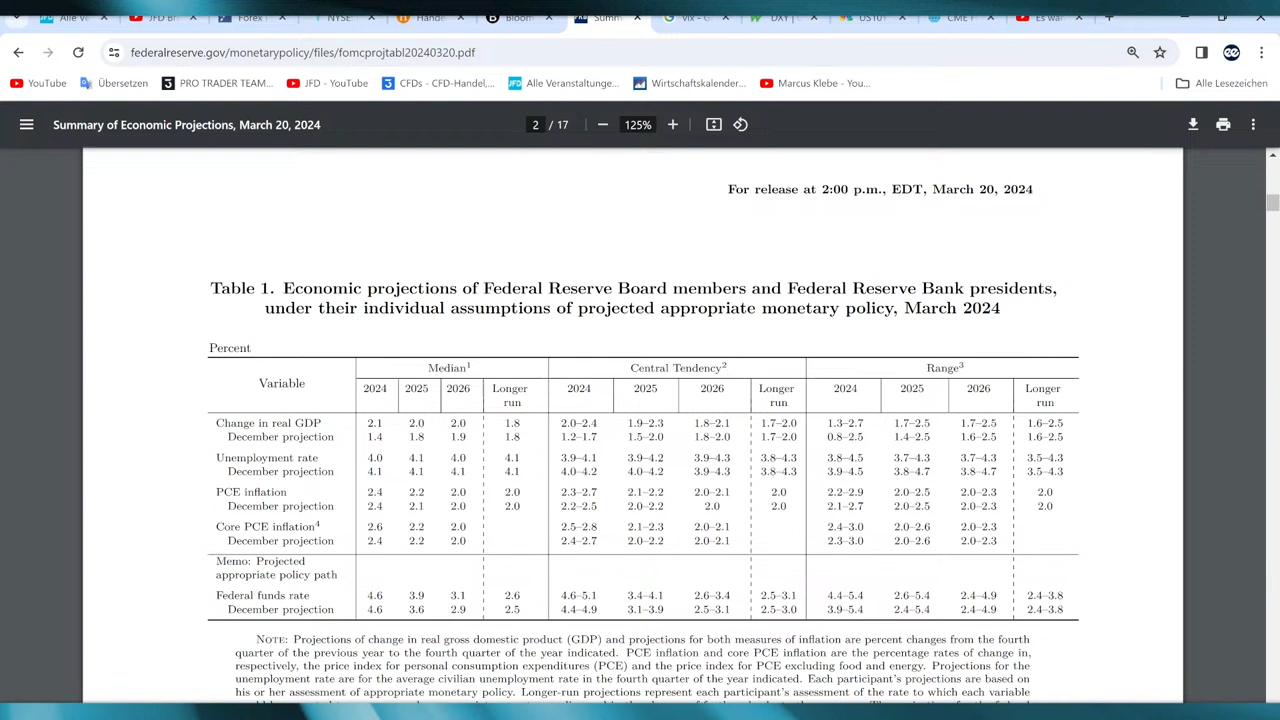 Alle Ve
JFD Br
Forex
NYSE
Hande
Bloom
Summ
vix - G
DXY (
US10Y
CME F
Es wa
federalreserve.gov/monetarypolicy/files/fomcprojtabl20240320.pdf
YouTube Übersetzen PRO TRADER TEAM... JFD - YouTube CFDs - CFD-Handel,... Alle Veranstaltunge... Wirtschaftskalender... Marcus Klebe - You... Alle Lesezeichen
Summary of Economic Projections, March 20, 2024 2 / 17 − 125% +
For release at 2:00 p.m., EDT, March 20, 2024
Table 1. Economic projections of Federal Reserve Board members and Federal Reserve Bank presidents,
under their individual assumptions of projected appropriate monetary policy, March 2024
Percent
Variable Median1 Central Tendency2 Range3
2024 2025 2026 Longer run 2024 2025 2026 Longer run 2024 2025 2026 Longer run
Change in real GDP 2.1 2.0 2.0 1.8 2.0–2.4 1.9–2.3 1.8–2.1 1.7–2.0 1.3–2.7 1.7–2.5 1.7–2.5 1.6–2.5
December projection 1.4 1.8 1.9 1.8 1.2–1.7 1.5–2.0 1.8–2.0 1.7–2.0 0.8–2.5 1.4–2.5 1.6–2.5 1.6–2.5
Unemployment rate 4.0 4.1 4.0 4.1 3.9–4.1 3.9–4.2 3.9–4.3 3.8–4.3 3.8–4.5 3.7–4.3 3.7–4.3 3.5–4.3
December projection 4.1 4.1 4.1 4.1 4.0–4.2 4.0–4.2 3.9–4.3 3.8–4.3 3.9–4.5 3.8–4.7 3.8–4.7 3.5–4.3
PCE inflation 2.4 2.2 2.0 2.0 2.3–2.7 2.1–2.2 2.0–2.1 2.0 2.2–2.9 2.0–2.5 2.0–2.3 2.0
December projection 2.4 2.1 2.0 2.0 2.2–2.5 2.0–2.2 2.0 2.0 2.1–2.7 2.0–2.5 2.0–2.3 2.0
Core PCE inflation4 2.6 2.2 2.0 2.5–2.8 2.1–2.3 2.0–2.1 2.4–3.0 2.0–2.6 2.0–2.3
December projection 2.4 2.2 2.0 2.4–2.7 2.0–2.2 2.0–2.1 2.3–3.0 2.0–2.6 2.0–2.3
Memo: Projected
appropriate policy path
Federal funds rate 4.6 3.9 3.1 2.6 4.6–5.1 3.4–4.1 2.6–3.4 2.5–3.1 4.4–5.4 2.6–5.4 2.4–4.9 2.4–3.8
December projection 4.6 3.6 2.9 2.5 4.4–4.9 3.1–3.9 2.5–3.1 2.5–3.0 3.9–5.4 2.4–5.4 2.4–4.9 2.4–3.8
Note: Projections of change in real gross domestic product (GDP) and projections for both measures of inflation are percent changes from the fourth
quarter of the previous year to the fourth quarter of the year indicated. PCE inflation and core PCE inflation are the percentage rates of change in,
respectively, the price index for personal consumption expenditures (PCE) and the price index for PCE excluding food and energy. Projections for the
unemployment rate are for the average civilian unemployment rate in the fourth quarter of the year indicated. Each participant's projections are based on
his or her assessment of appropriate monetary policy. Longer-run projections represent each participant's assessment of the rate to which each variable